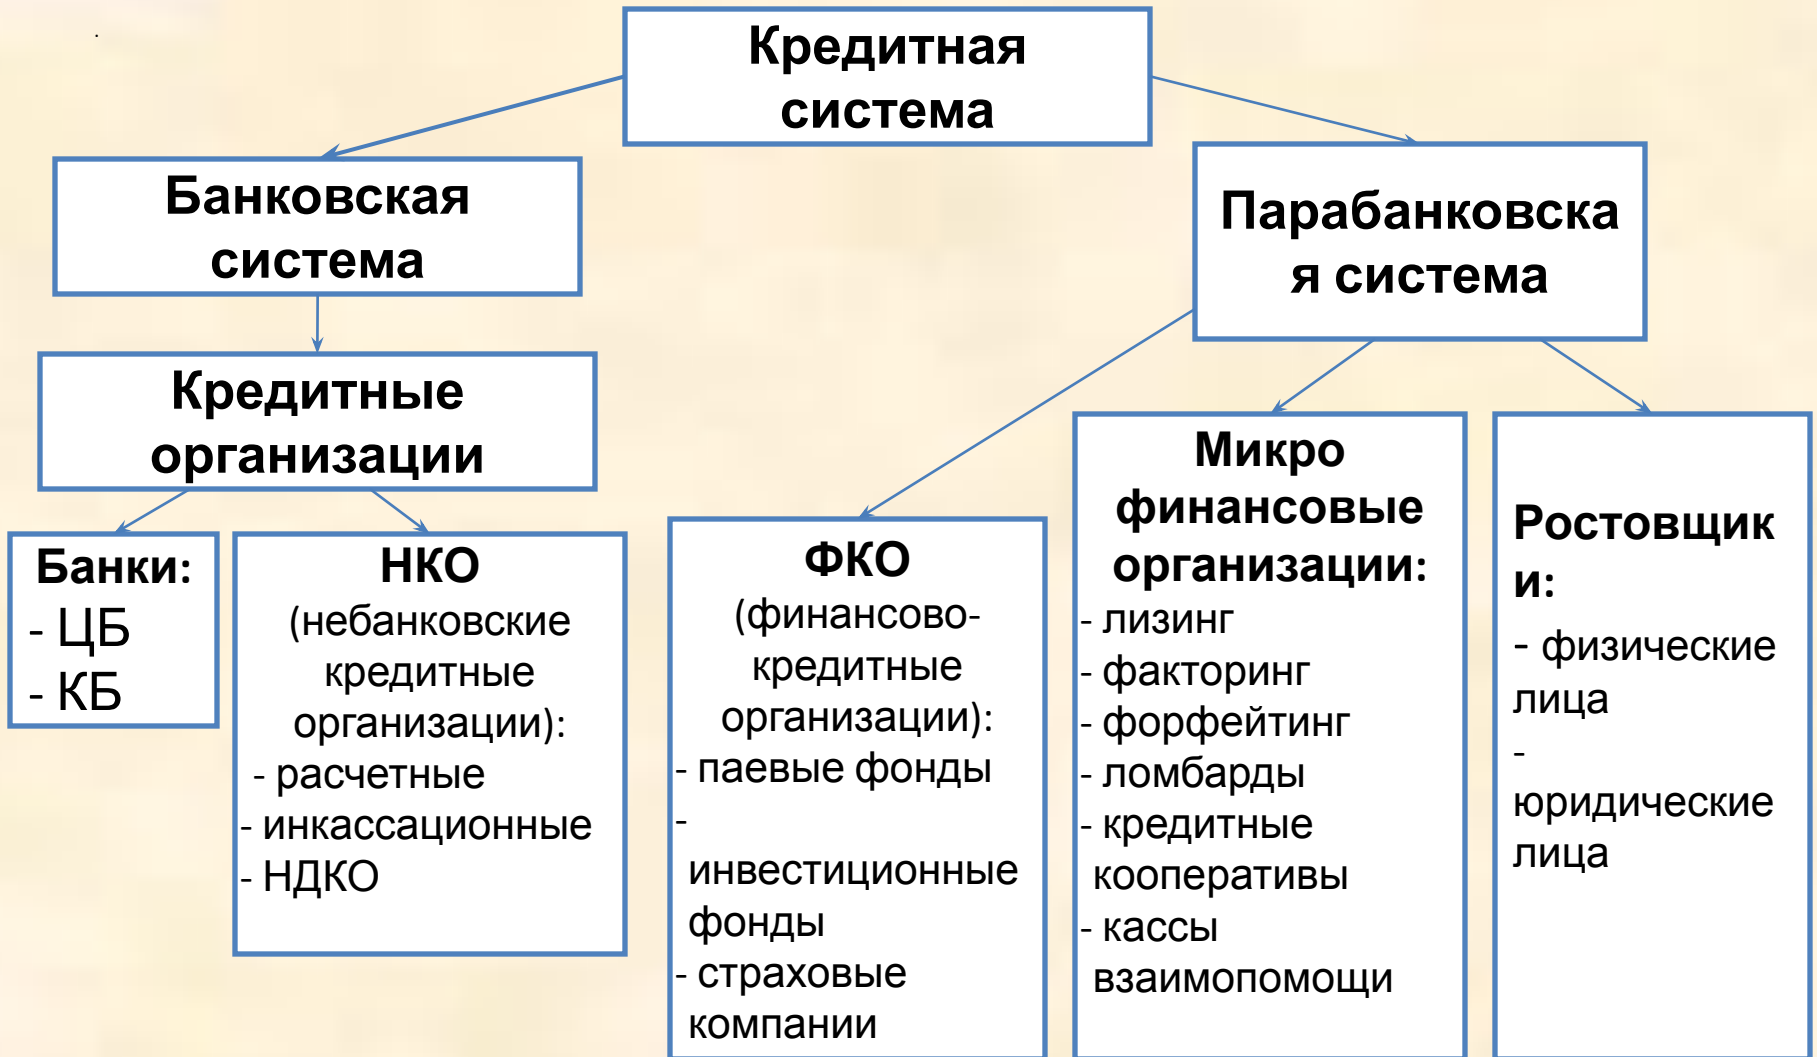 Кредитная
система
Банковская
система
Парабанковска
я система
Кредитные
организации
Банки:
- ЦБ
- КБ
НКО
(небанковские
кредитные
организации):
- расчетные
- инкассационные
- НДКО
ФКО
(финансово-
кредитные
организации):
- паевые фонды
-
инвестиционные
фонды
- страховые
компании
Микро
финансовые
организации:
- лизинг
- факторинг
- форфейтинг
- ломбарды
- кредитные
кооперативы
- кассы
взаимопомощи
Ростовщик
и:
- физические
лица
-
юридические
лица